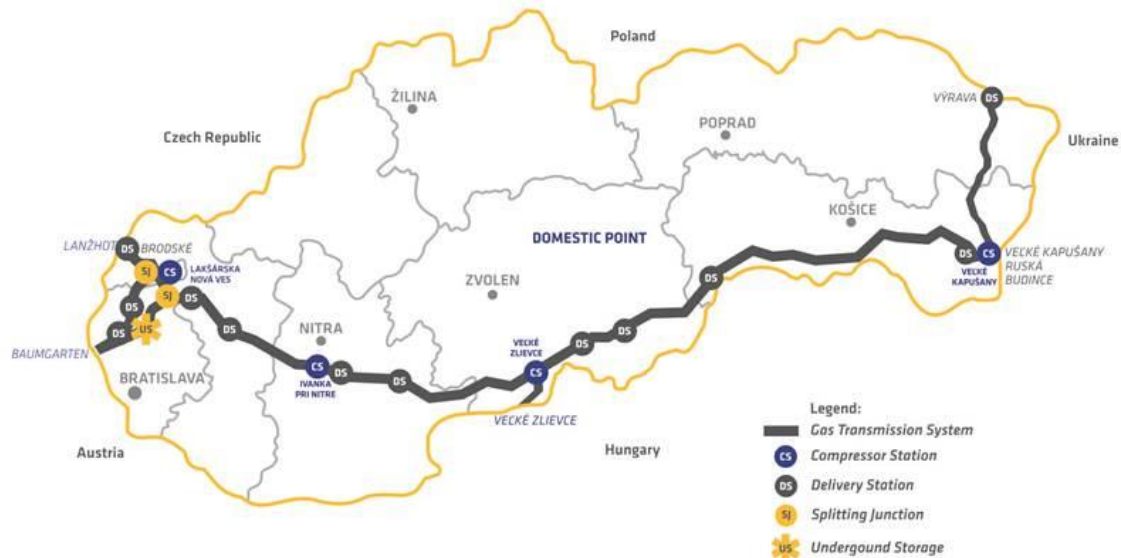 Poland
ŽILINA
VÝRAVA
DS
POPRAD
Czech Republic
Ukraine
KOŠICE
LANŽHOT
DS
BRODSKÉ
DOMESTIC POINT
SJ
CS
LAKŠÁRSKA
NOVÁ VES
DS
CS
VEĽKÉ
KAPUŠANY
VEĽKÉ KAPUŠANY
RUSKÁ
BUDINCE
ZVOLEN
DS
SJ
DS
DS
DS
US
DS
NITRA
DS
DS
BAUMGARTEN
VEĽKÉ
ZLIEVCE
CS
CS
DS
DS
IVANKA
PRI NITRE
BRATISLAVA
VEĽKÉ ZLIEVCE
Austria
Hungary
Legend:
Gas Transmission System
CS
Compressor Station
DS
Delivery Station
SJ
Splitting Junction
US
Undergound Storage